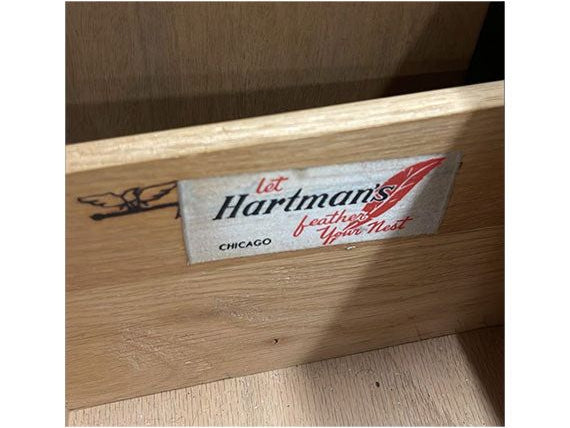 let
Hartman's
feather
Your Nest
CHICAGO